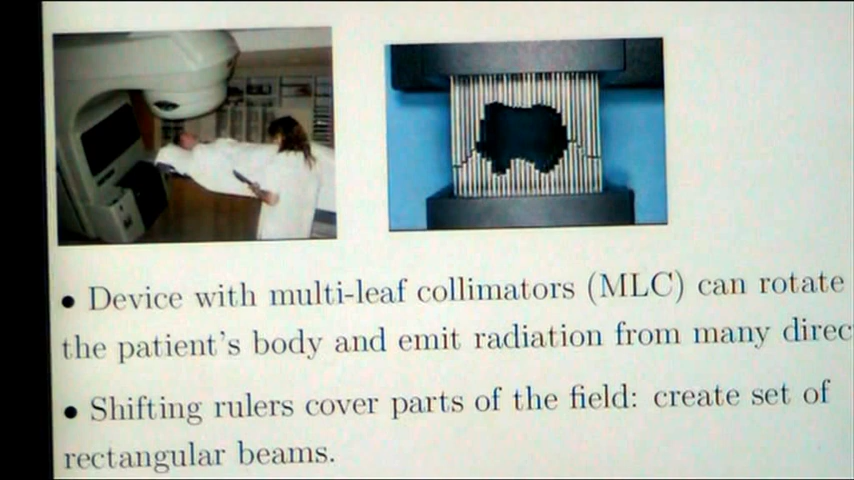 • Device with multi-leaf collimators (MLC) can rotate
the patient's body and emit radiation from many direc
• Shifting rulers cover parts of the field: create set of
rectangular beams.